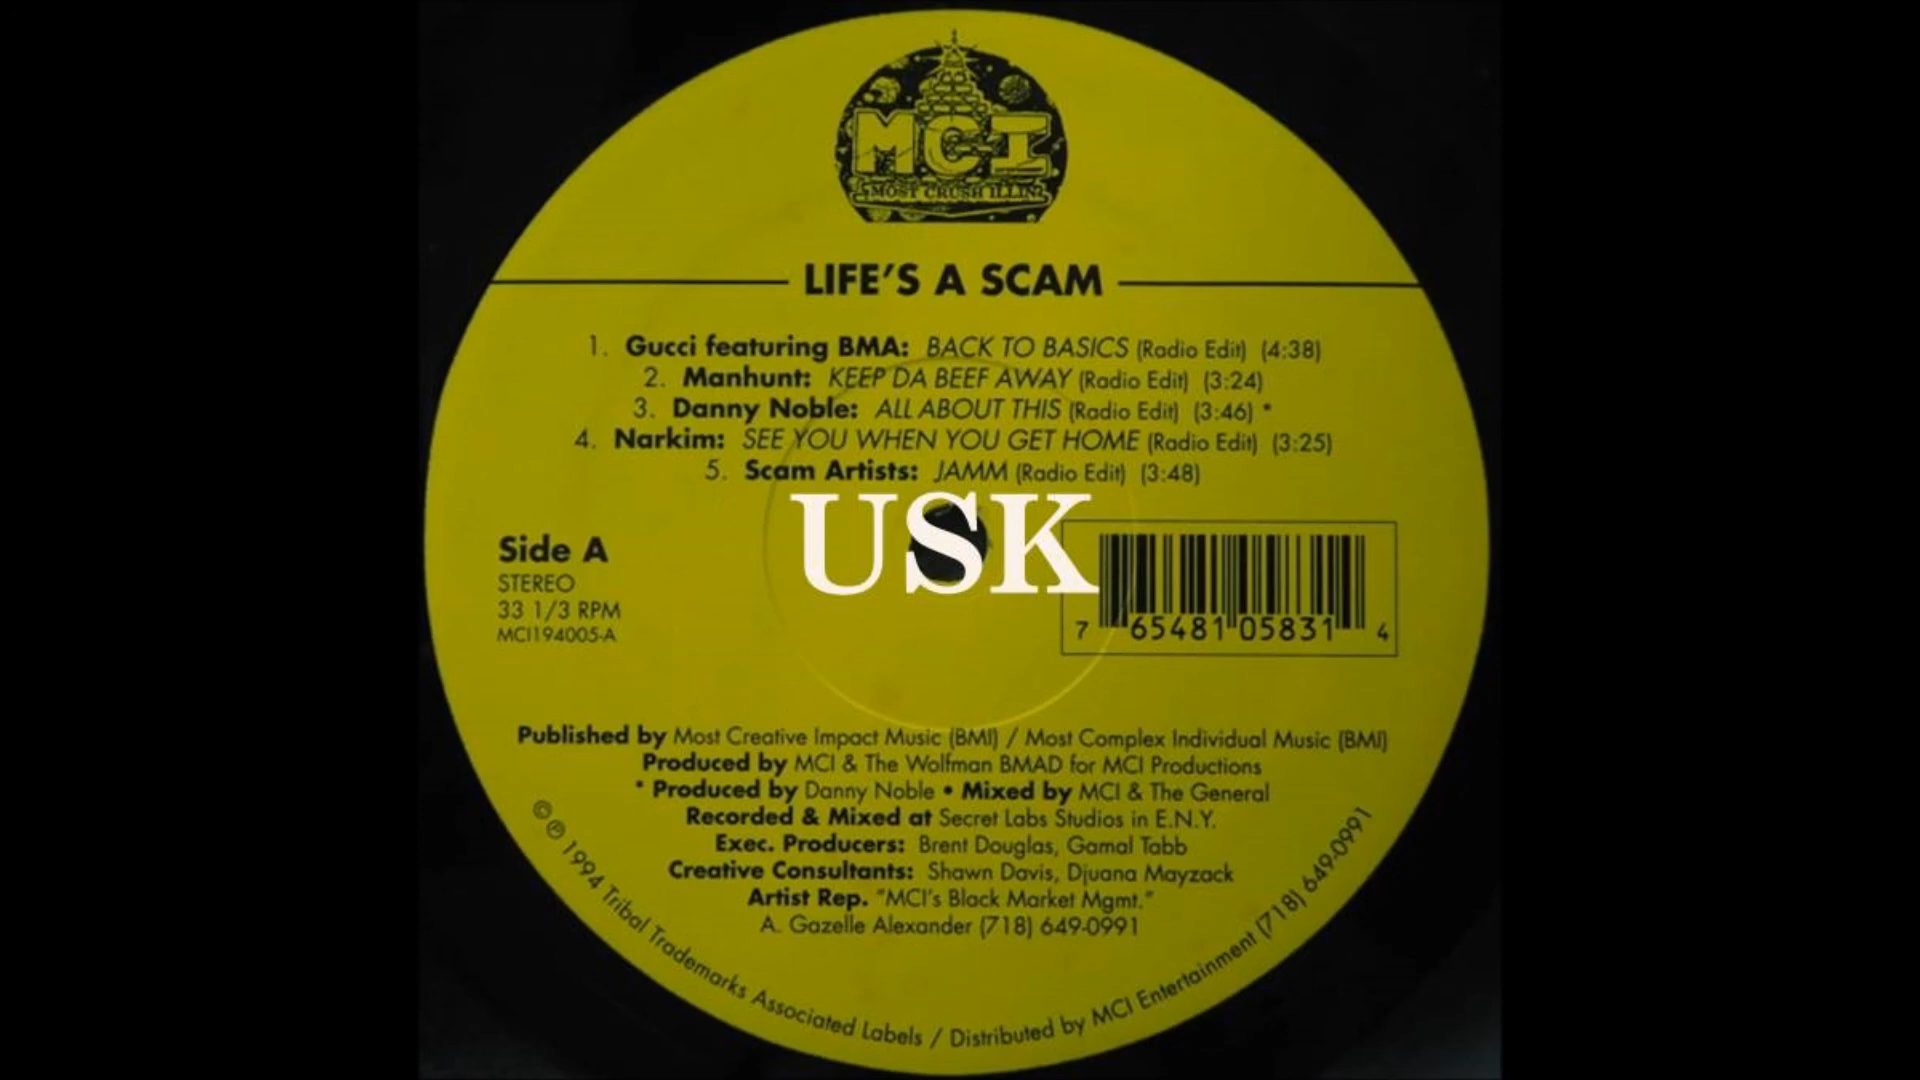 MC-I
MOST CRUSH ILLIN
LIFE'S A SCAM
1. Gucci featuring BMA: BACK TO BASICS (Radio Edit) (4:38)
2. Manhunt: KEEP DA BEEF AWAY (Radio Edit) (3:24)
3. Danny Noble: ALL ABOUT THIS (Radio Edit) (3:46) *
4. Narkim: SEE YOU WHEN YOU GET HOME (Radio Edit) (3:25)
5. Scam Artists: JAMM (Radio Edit) (3:48)
USK
Side A
STEREO
33 1/3 RPM
MCI194005-A
7 65481 05831 4
Published by Most Creative Impact Music (BMI) / Most Complex Individual Music (BMI)
Produced by MCI & The Wolfman BMAD for MCI Productions
* Produced by Danny Noble • Mixed by MCI & The General
Recorded & Mixed at Secret Labs Studios in E.N.Y.
Exec. Producers: Brent Douglas, Gamal Tabb
Creative Consultants: Shawn Davis, Djuana Mayzack
Artist Rep. "MCI's Black Market Mgmt."
A. Gazelle Alexander (718) 649-0991
© ℗ 1994 Tribal Trademarks Associated Labels / Distributed by MCI Entertainment (718) 649-0991